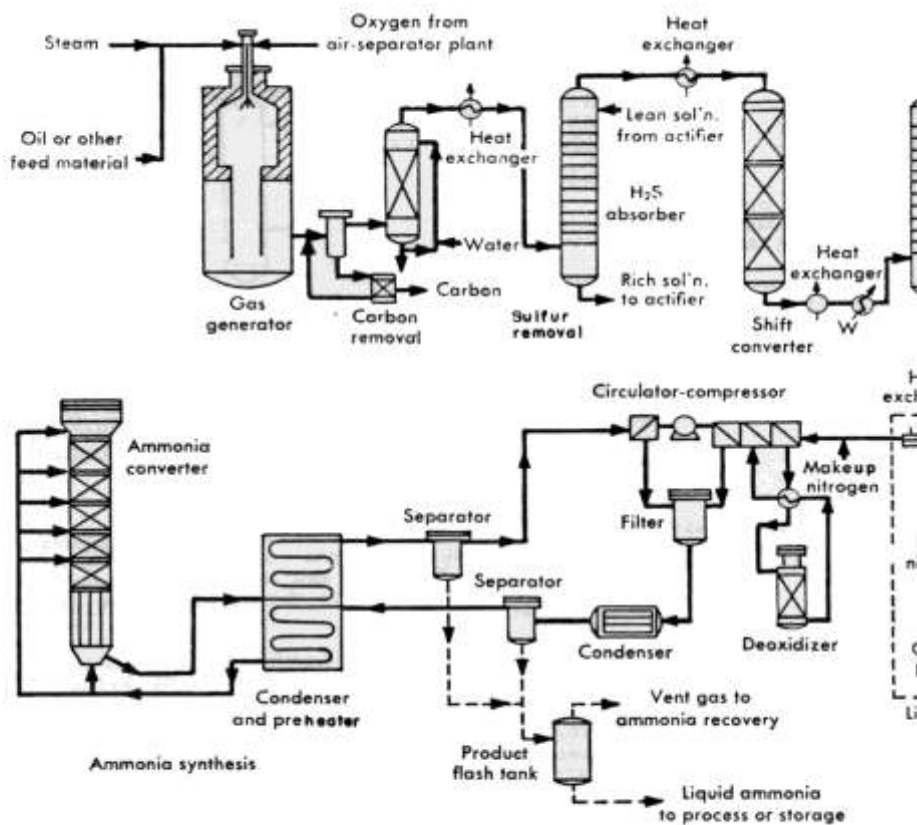 Steam
Oxygen from
air-separator plant
Oil or other
feed material
Gas
generator
Heat
exchanger
Water
Carbon
Carbon
removal
Heat
exchanger
Lean sol'n.
from actifier
H₂S
absorber
Rich sol'n.
to actifier
Sulfur
removal
Heat
exchanger
W
Shift
converter
Ammonia
converter
Circulator-compressor
Makeup
nitrogen
Separator
Filter
Separator
Condenser
Deoxidizer
Condenser
and preheater
Vent gas to
ammonia recovery
Product
flash tank
Ammonia synthesis
Liquid ammonia
to process or storage